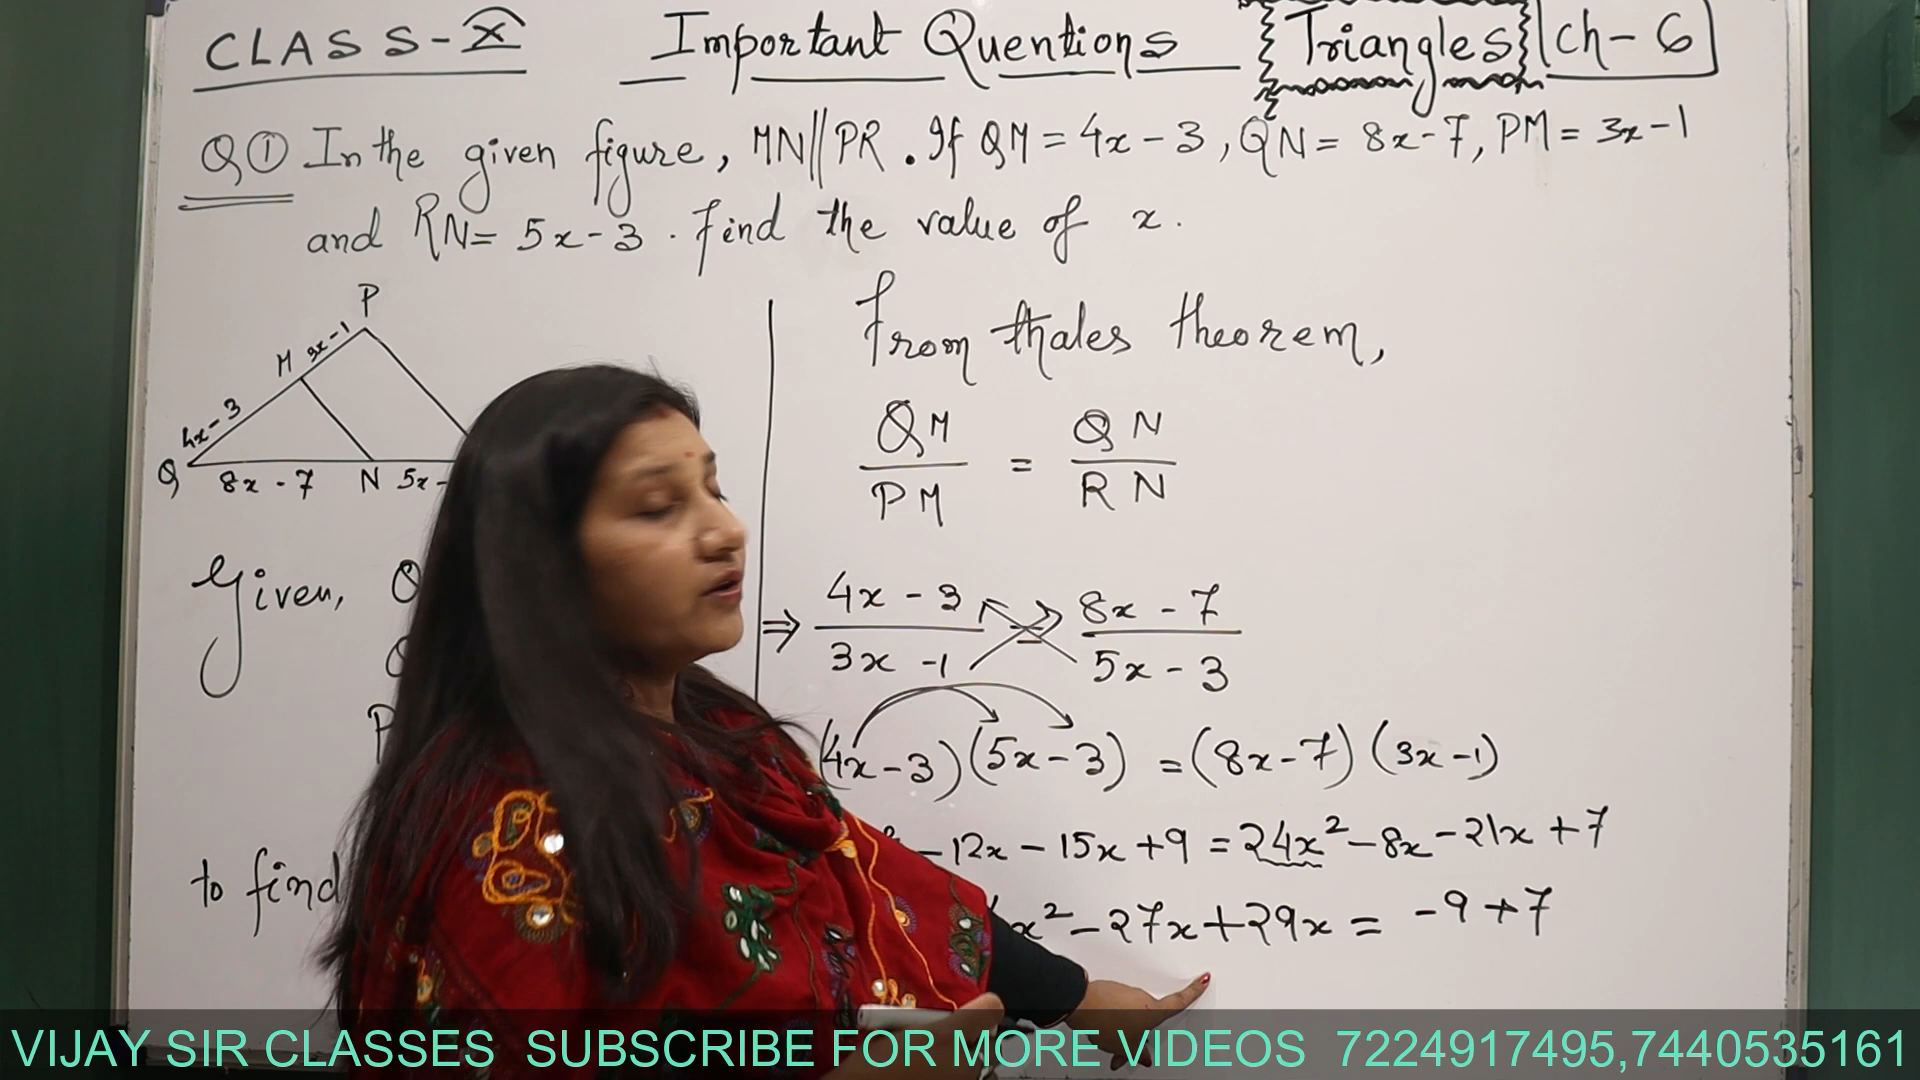 CLASS-X Important Quentions Triangles Ch-6
Q① In the given figure, MN||PR. If QM = 4x-3, QN = 8x-7, PM = 3x-1
and RN = 5x-3. Find the value of x.
P
M 3x-1
4x-3
Q 8x-7 N 5x-
From thales theorem,
QM/PM = QN/RN
Given, Q
Q
P
⇒ 4x-3/3x-1 = 8x-7/5x-3
(4x-3)(5x-3) = (8x-7)(3x-1)
-12x-15x+9 = 24x²-8x-21x+7
to find
x²-27x+29x = -9+7
VIJAY SIR CLASSES SUBSCRIBE FOR MORE VIDEOS 7224917495,7440535161